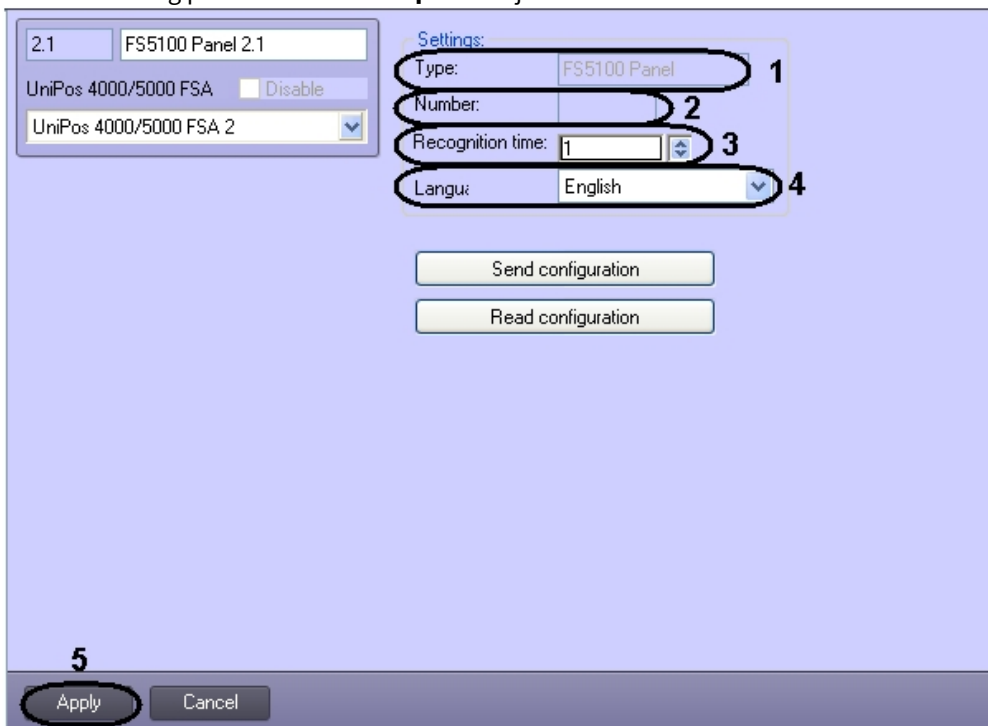 2.1 FS5100 Panel 2.1
UniPos 4000/5000 FSA Disable
UniPos 4000/5000 FSA 2
Settings:
Type: FS5100 Panel 1
Number: 2
Recognition time: 1 3
Langua English 4
Send configuration
Read configuration
5
Apply Cancel